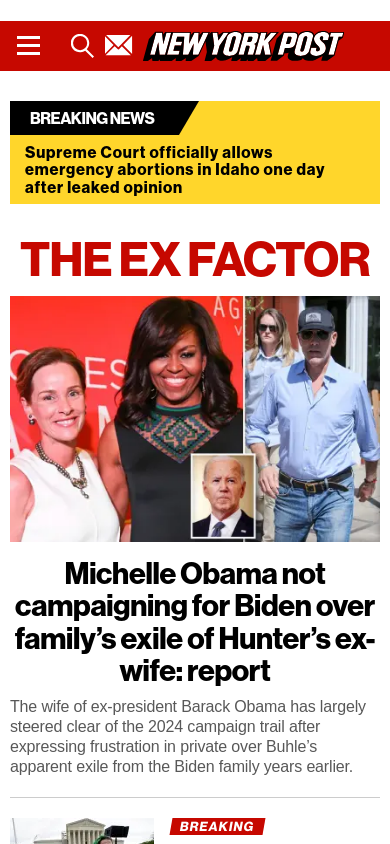 NEW YORK POST
BREAKING NEWS
Supreme Court officially allows
emergency abortions in Idaho one day
after leaked opinion
THE EX FACTOR
AG
V
ES
A
Michelle Obama not
campaigning for Biden over
family’s exile of Hunter’s ex-
wife: report
The wife of ex-president Barack Obama has largely
steered clear of the 2024 campaign trail after
expressing frustration in private over Buhle’s
apparent exile from the Biden family years earlier.
BREAKING